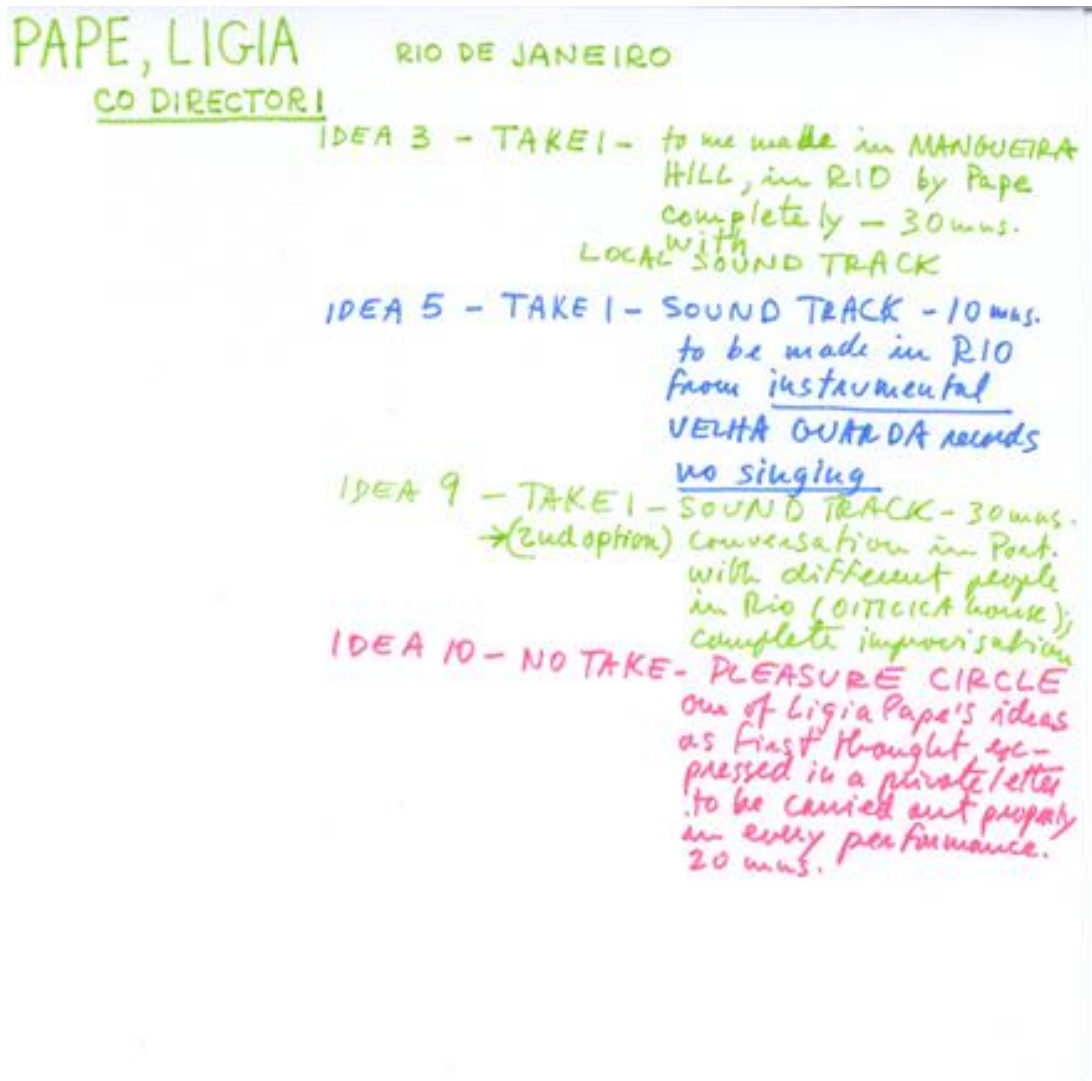 PAPE, LIGIA RIO DE JANEIRO
CO DIRECTOR 1
IDEA 3 - TAKE 1 - to me made in MANGUEIRA
HILL, in RIO by Pape
completely - 30 mns.
with
LOCAL SOUND TRACK
IDEA 5 - TAKE 1 - SOUND TRACK - 10 mns.
to be made in RIO
from instrumental
VELHA GUARDA records
no singing
IDEA 9 - TAKE 1 - SOUND TRACK - 30 mns.
→(2nd option) conversation in Port.
with different people
in Rio (OITICICA house);
complete improvisation
IDEA 10 - NO TAKE - PLEASURE CIRCLE
one of Ligia Pape's ideas
as first thought, ex-
pressed in a private letter
to be carried out properly
in every performance.
20 mns.